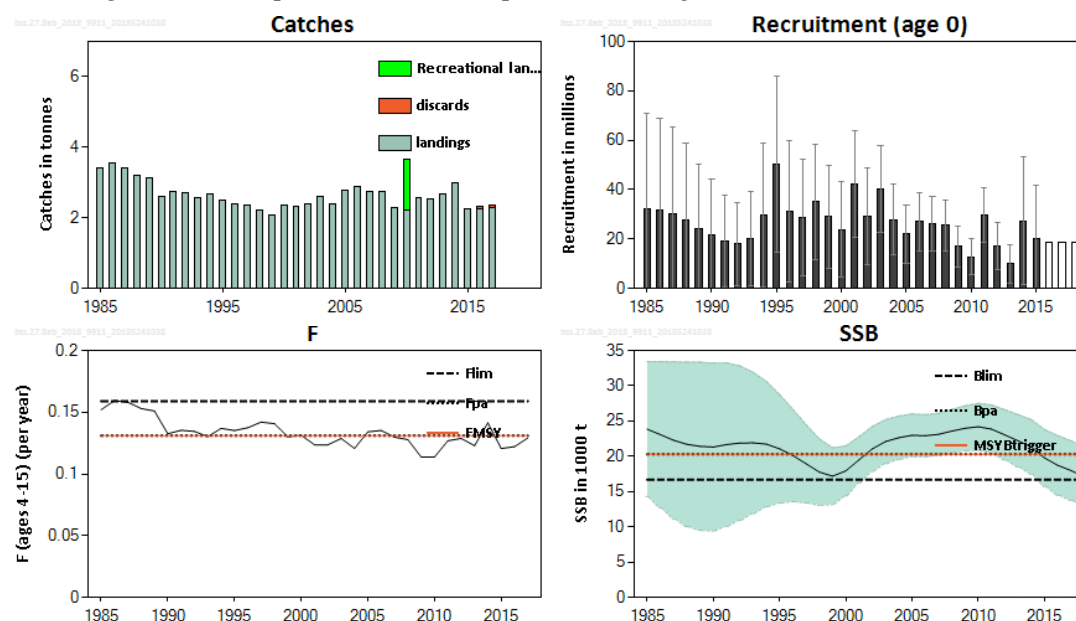 Catches
Recreational lan...
discards
landings
Catches in tonnes
6
4
2
0
1985 1995 2005 2015
Recruitment (age 0)
Recruitment in millions
100
80
60
40
20
0
1985 1990 1995 2000 2005 2010 2015
F
Flim
Fpa
FMSY
F (ages 4-15) (per year)
0.2
0.15
0.1
0.05
0
1985 1990 1995 2000 2005 2010 2015
SSB
Blim
Bpa
MSYBtrigger
SSB in 1000 t
35
30
25
20
15
10
5
0
1985 1990 1995 2000 2005 2010 2015